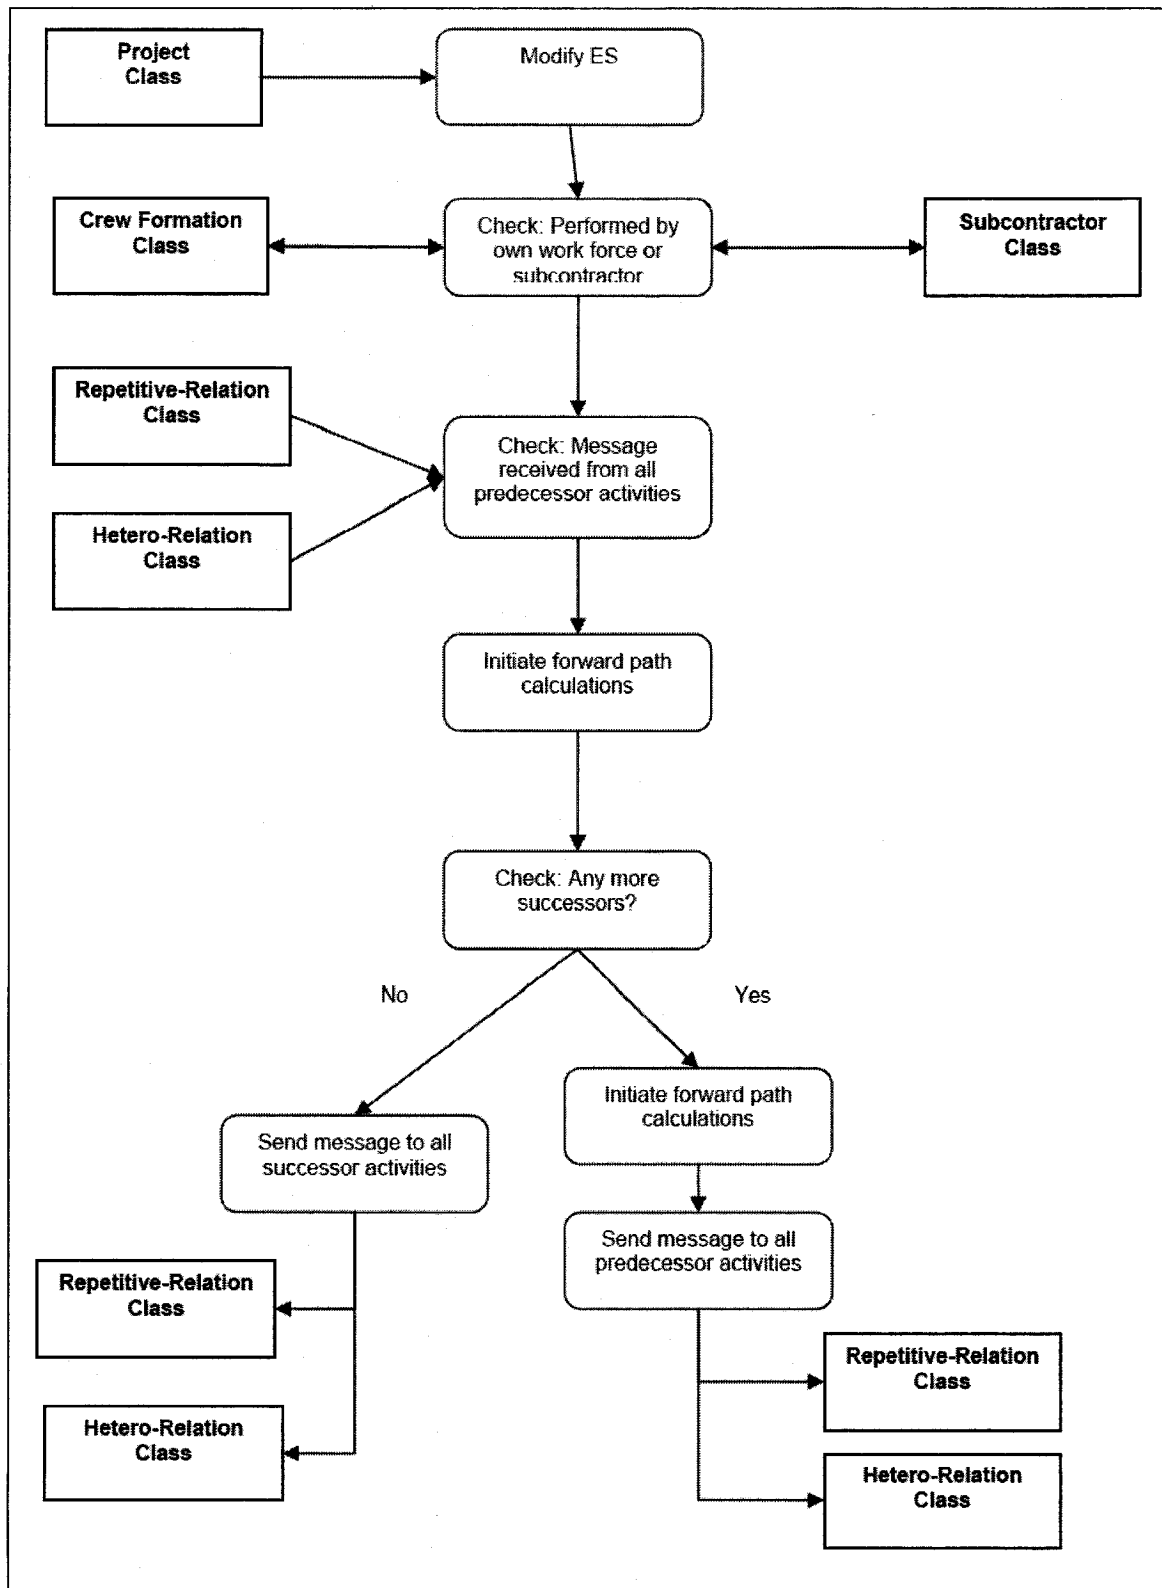 Project
Class
Modify ES
Crew Formation
Class
Check: Performed by
own work force or
subcontractor
Subcontractor
Class
Repetitive-Relation
Class
Check: Message
received from all
predecessor activities
Hetero-Relation
Class
Initiate forward path
calculations
Check: Any more
successors?
No
Yes
Initiate forward path
calculations
Send message to all
successor activities
Send message to all
predecessor activities
Repetitive-Relation
Class
Repetitive-Relation
Class
Hetero-Relation
Class
Hetero-Relation
Class